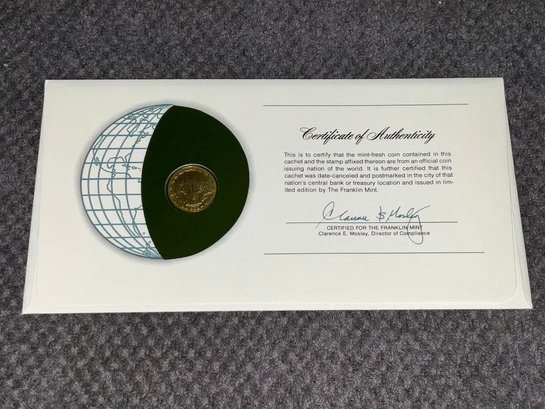 Certificate of Authenticity
This is to certify that the mint-fresh coin contained in this
cachet and the stamp affixed thereon are from an official coin
issuing nation of the world. It is further certified that this
cachet was date-canceled and postmarked in the city of that
nation's central bank or treasury location and issued in lim-
ited edition by The Franklin Mint.
CERTIFIED FOR THE FRANKLIN MINT
Clarence E. Mosley, Director of Compliance